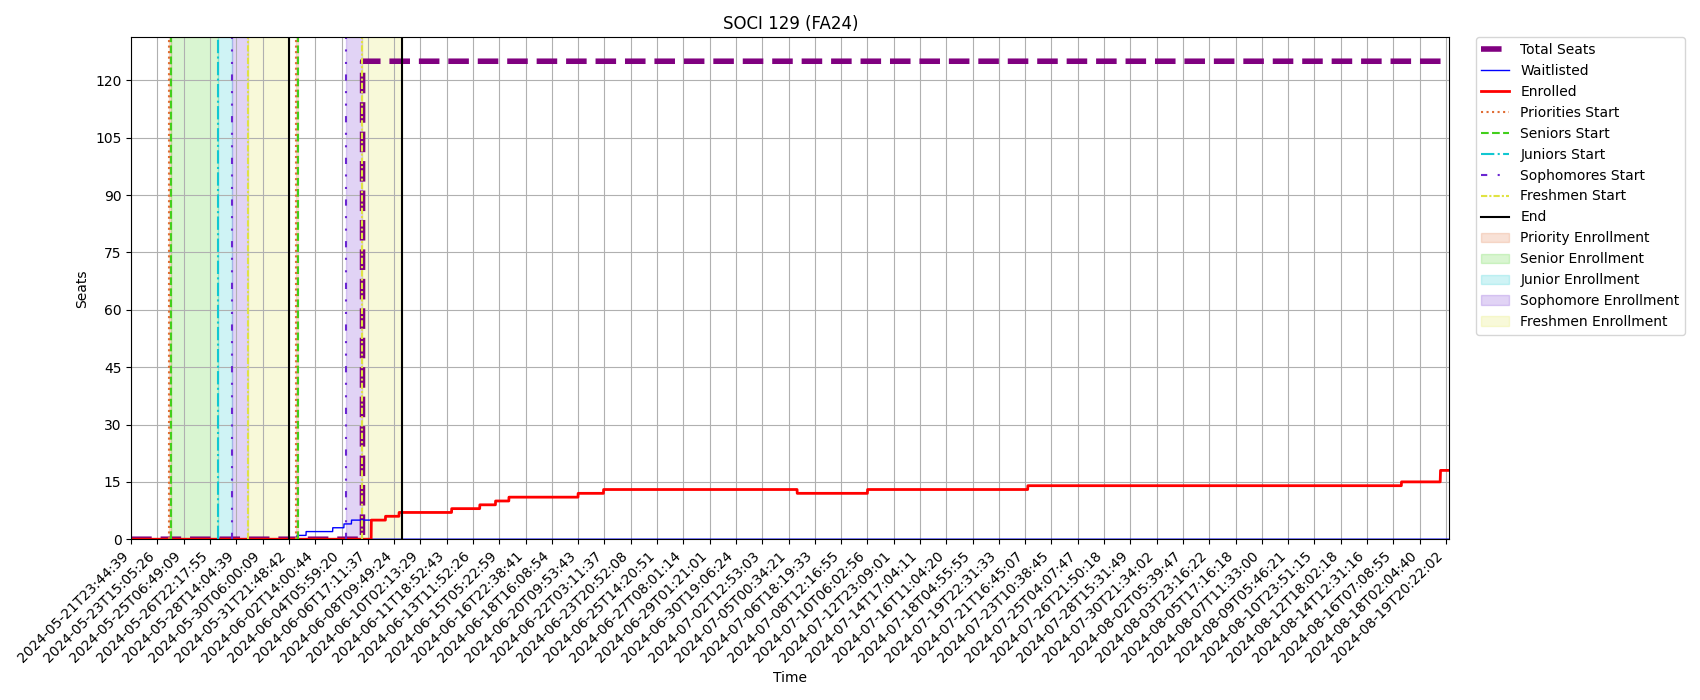 SOCI 129 (FA24)
Seats
120
105
90
75
60
45
30
15
0
2024-05-21T23:44:39
2024-05-23T15:05:26
2024-05-25T06:49:09
2024-05-26T22:17:55
2024-05-28T14:04:39
2024-05-30T06:00:09
2024-05-31T21:48:42
2024-06-02T14:00:44
2024-06-04T05:59:20
2024-06-06T17:11:37
2024-06-08T09:49:24
2024-06-10T02:13:29
2024-06-11T18:52:43
2024-06-13T11:52:26
2024-06-15T05:22:59
2024-06-16T22:38:41
2024-06-18T16:08:54
2024-06-20T09:53:43
2024-06-22T03:11:37
2024-06-23T20:52:08
2024-06-25T14:20:51
2024-06-27T08:01:14
2024-06-29T01:21:01
2024-06-30T19:06:24
2024-07-02T12:53:03
2024-07-05T00:34:21
2024-07-06T18:19:33
2024-07-08T12:16:55
2024-07-10T06:02:56
2024-07-12T23:09:01
2024-07-14T17:04:11
2024-07-16T11:04:20
2024-07-18T04:55:55
2024-07-19T22:31:33
2024-07-21T16:45:07
2024-07-23T10:38:45
2024-07-25T04:07:47
2024-07-26T21:50:18
2024-07-28T15:31:49
2024-07-30T21:34:02
2024-08-02T05:39:47
2024-08-03T23:16:22
2024-08-05T17:16:18
2024-08-07T11:33:00
2024-08-09T05:46:21
2024-08-10T23:51:15
2024-08-12T18:02:18
2024-08-14T12:31:16
2024-08-16T07:08:55
2024-08-18T02:04:40
2024-08-19T20:22:02
Time
Total Seats
Waitlisted
Enrolled
Priorities Start
Seniors Start
Juniors Start
Sophomores Start
Freshmen Start
End
Priority Enrollment
Senior Enrollment
Junior Enrollment
Sophomore Enrollment
Freshmen Enrollment